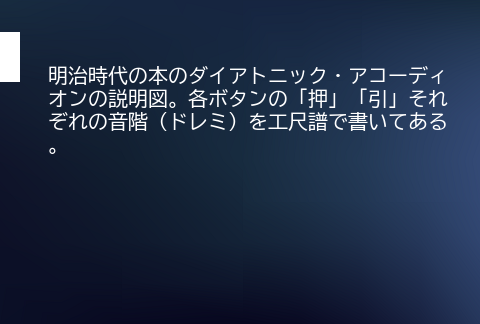 明治時代の本のダイアトニック・アコーディ
オンの説明図。各ボタンの「押」「引」それ
ぞれの音階（ドレミ）を工尺譜で書いてある
。